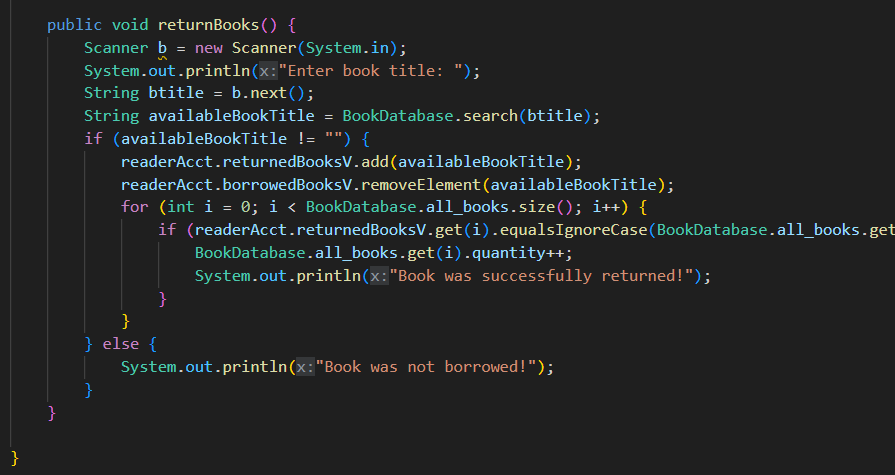 public void returnBooks() {
Scanner b = new Scanner(System.in);
System.out.println(x:"Enter book title: ");
String btitle = b.next();
String availableBookTitle = BookDatabase.search(btitle);
if (availableBookTitle != "") {
readerAcct.returnedBooksV.add(availableBookTitle);
readerAcct.borrowedBooksV.removeElement(availableBookTitle);
for (int i = 0; i < BookDatabase.all_books.size(); i++) {
if (readerAcct.returnedBooksV.get(i).equalsIgnoreCase(BookDatabase.all_books.get
BookDatabase.all_books.get(i).quantity++;
System.out.println(x:"Book was successfully returned!");
}
}
} else {
System.out.println(x:"Book was not borrowed!");
}
}
}